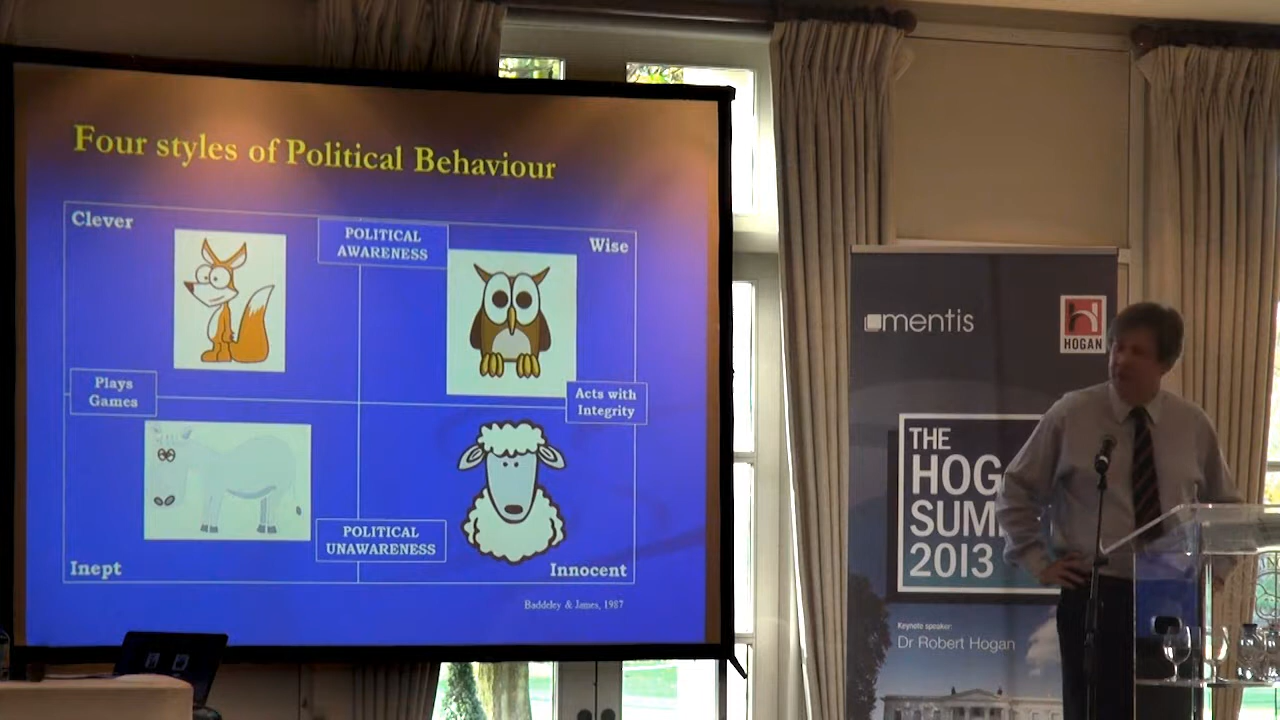 Four styles of Political Behaviour
Clever
POLITICAL
AWARENESS
Wise
Plays
Games
Acts with
Integrity
POLITICAL
UNAWARENESS
Inept
Innocent
Baddeley & James, 1987
mentis
HOGAN
THE
HOG
SUM
2013
Keynote speaker:
Dr Robert Hogan